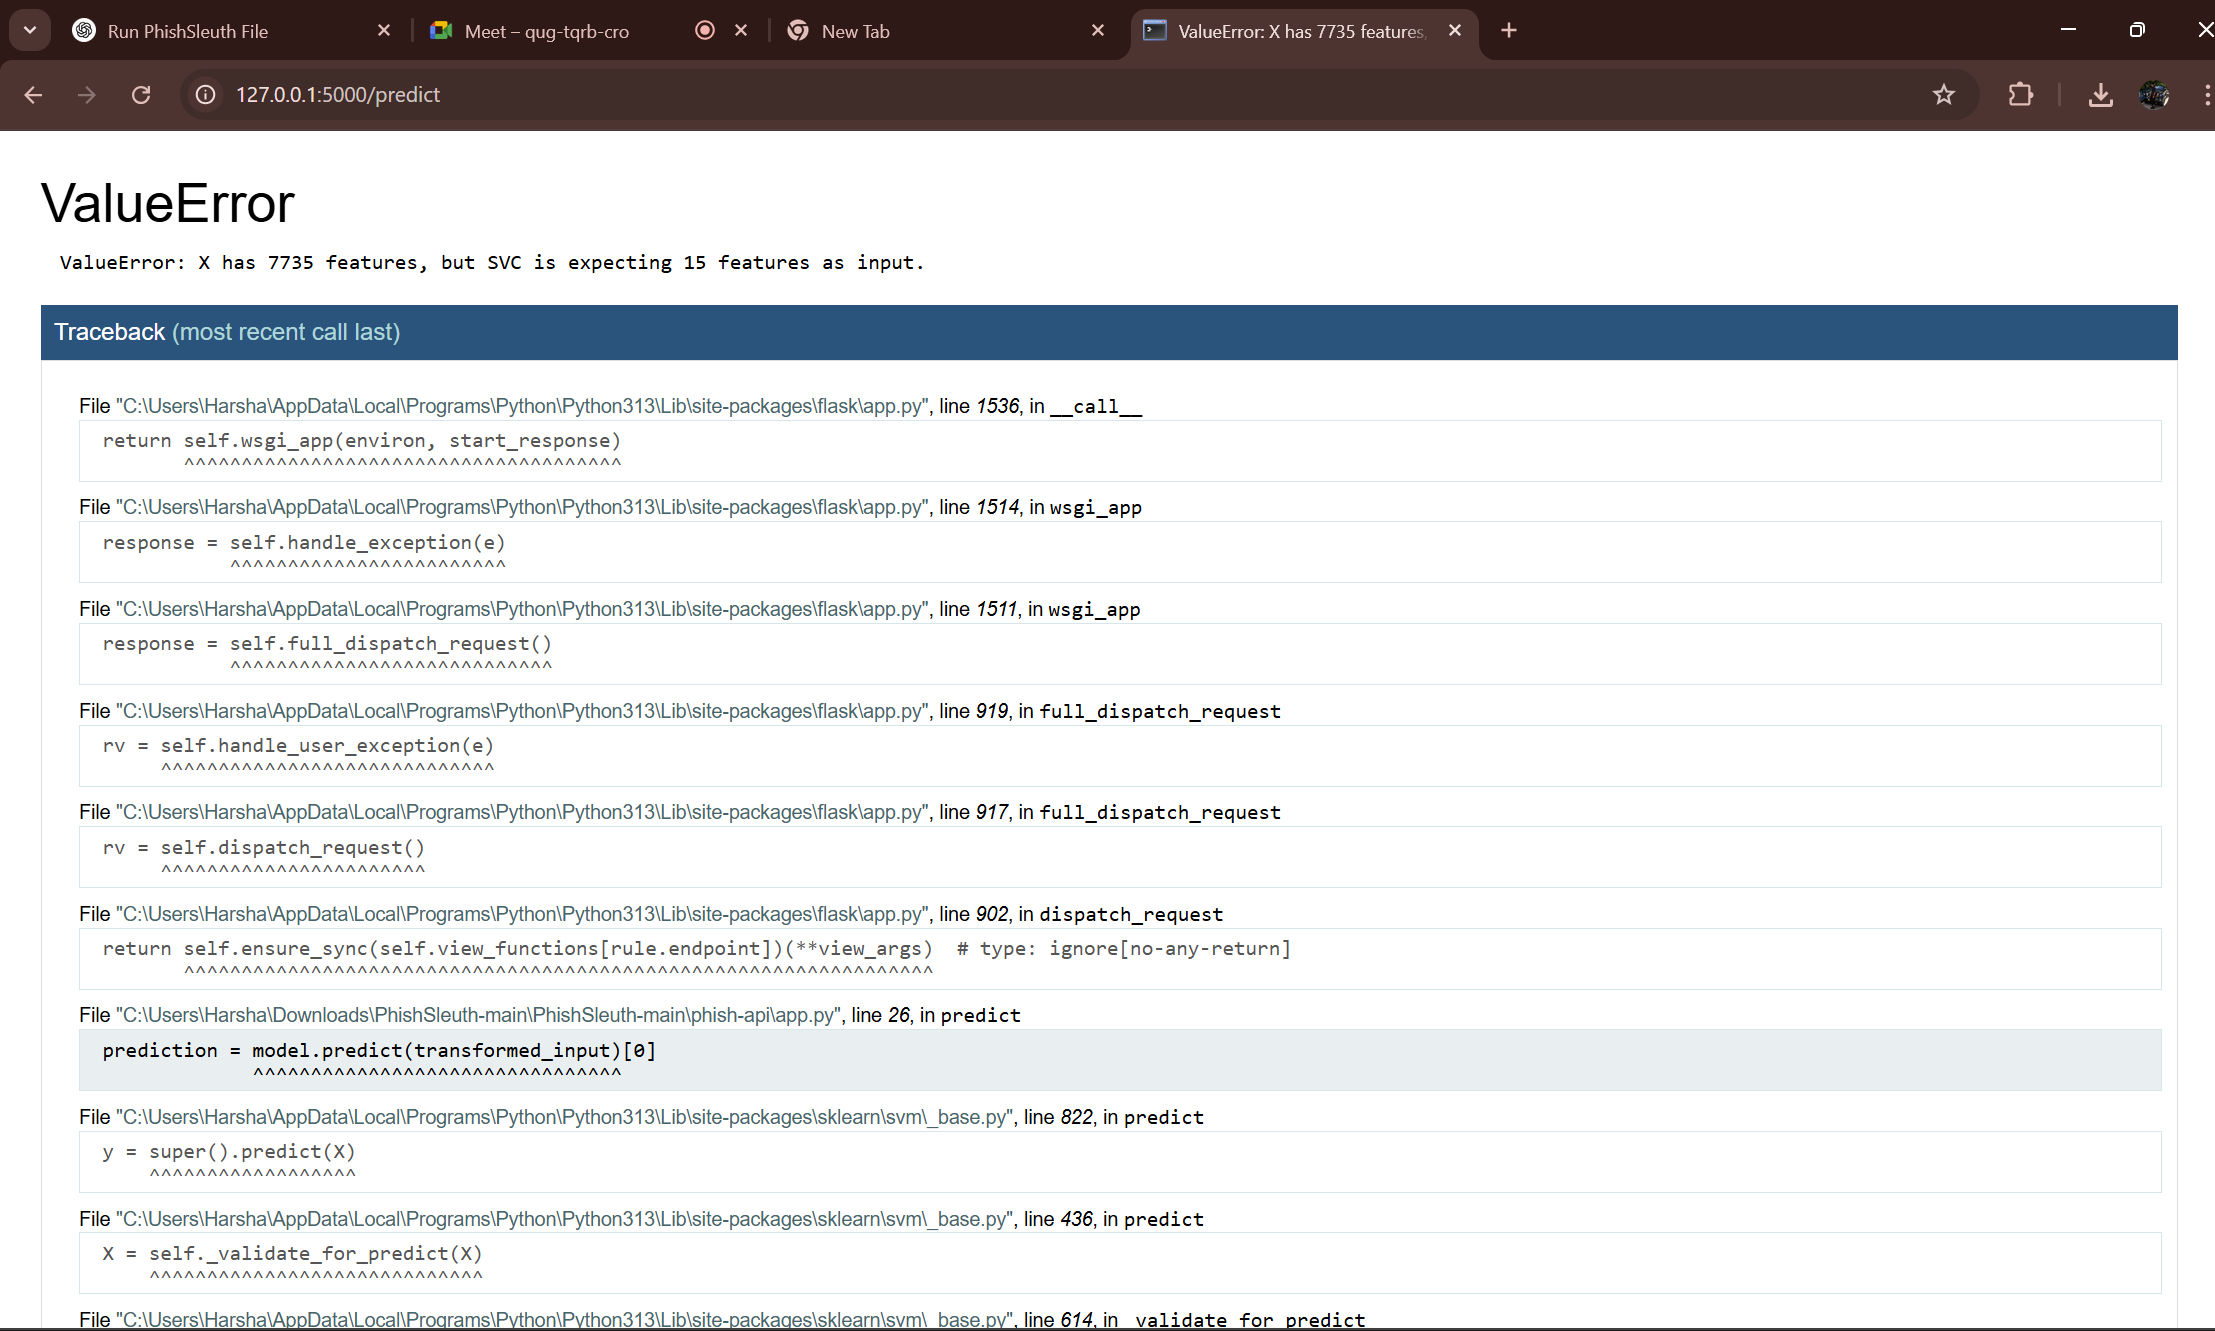 Run PhishSleuth File
Meet – qug-tqrb-cro
New Tab
ValueError: X has 7735 features,
127.0.0.1:5000/predict
ValueError
ValueError: X has 7735 features, but SVC is expecting 15 features as input.
Traceback (most recent call last)
File "C:\Users\Harsha\AppData\Local\Programs\Python\Python313\Lib\site-packages\flask\app.py", line 1536, in __call__
return self.wsgi_app(environ, start_response)
^^^^^^^^^^^^^^^^^^^^^^^^^^^^^^^^^^^^^^
File "C:\Users\Harsha\AppData\Local\Programs\Python\Python313\Lib\site-packages\flask\app.py", line 1514, in wsgi_app
response = self.handle_exception(e)
^^^^^^^^^^^^^^^^^^^^^^^^
File "C:\Users\Harsha\AppData\Local\Programs\Python\Python313\Lib\site-packages\flask\app.py", line 1511, in wsgi_app
response = self.full_dispatch_request()
^^^^^^^^^^^^^^^^^^^^^^^^^^^^
File "C:\Users\Harsha\AppData\Local\Programs\Python\Python313\Lib\site-packages\flask\app.py", line 919, in full_dispatch_request
rv = self.handle_user_exception(e)
^^^^^^^^^^^^^^^^^^^^^^^^^^^^^
File "C:\Users\Harsha\AppData\Local\Programs\Python\Python313\Lib\site-packages\flask\app.py", line 917, in full_dispatch_request
rv = self.dispatch_request()
^^^^^^^^^^^^^^^^^^^^^^^
File "C:\Users\Harsha\AppData\Local\Programs\Python\Python313\Lib\site-packages\flask\app.py", line 902, in dispatch_request
return self.ensure_sync(self.view_functions[rule.endpoint])(**view_args)  # type: ignore[no-any-return]
^^^^^^^^^^^^^^^^^^^^^^^^^^^^^^^^^^^^^^^^^^^^^^^^^^^^^^^^^^^^^^^^^
File "C:\Users\Harsha\Downloads\PhishSleuth-main\PhishSleuth-main\phish-api\app.py", line 26, in predict
prediction = model.predict(transformed_input)[0]
^^^^^^^^^^^^^^^^^^^^^^^^^^^^^^^^
File "C:\Users\Harsha\AppData\Local\Programs\Python\Python313\Lib\site-packages\sklearn\svm\_base.py", line 822, in predict
y = super().predict(X)
^^^^^^^^^^^^^^^^^^
File "C:\Users\Harsha\AppData\Local\Programs\Python\Python313\Lib\site-packages\sklearn\svm\_base.py", line 436, in predict
X = self._validate_for_predict(X)
^^^^^^^^^^^^^^^^^^^^^^^^^^^^^
File "C:\Users\Harsha\AppData\Local\Programs\Python\Python313\Lib\site-packages\sklearn\svm\_base.py", line 614, in _validate_for_predict